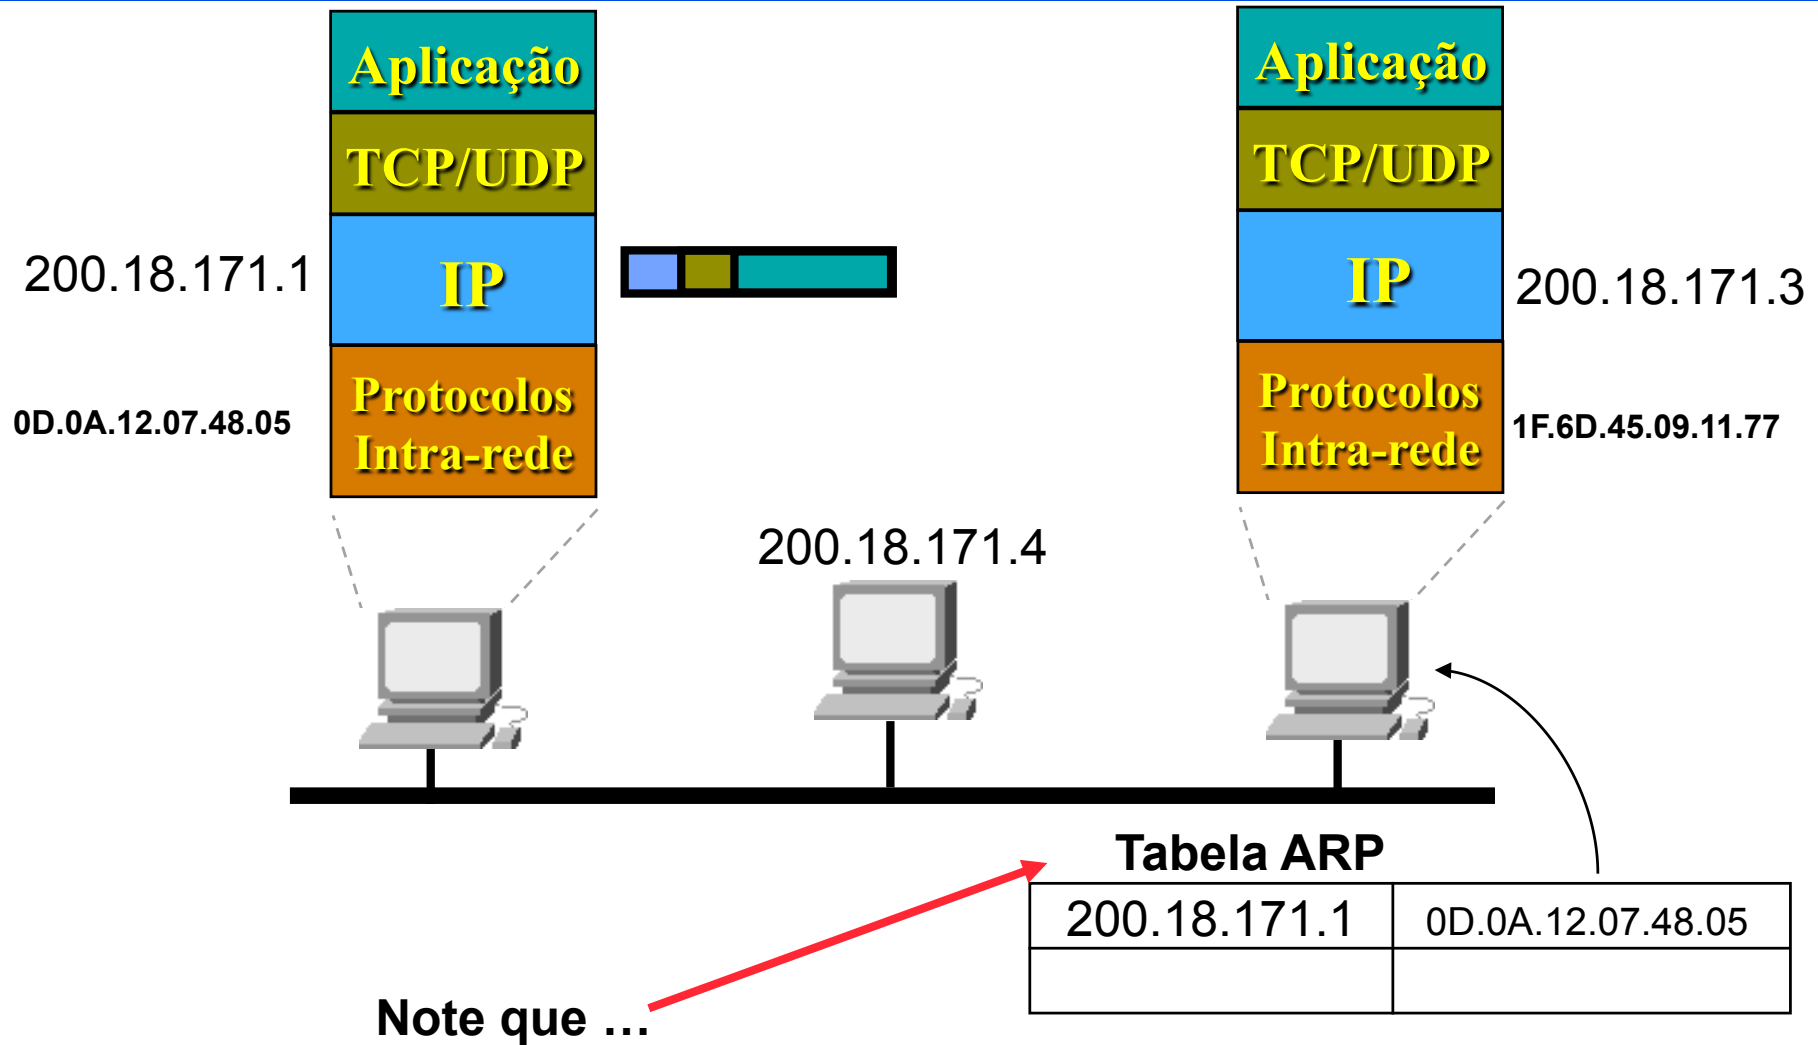 Aplicação
TCP/UDP
IP
Protocolos
Intra-rede
200.18.171.1
0D.0A.12.07.48.05
Aplicação
TCP/UDP
IP
Protocolos
Intra-rede
200.18.171.3
1F.6D.45.09.11.77
200.18.171.4
Tabela ARP
200.18.171.1 0D.0A.12.07.48.05
Note que ...